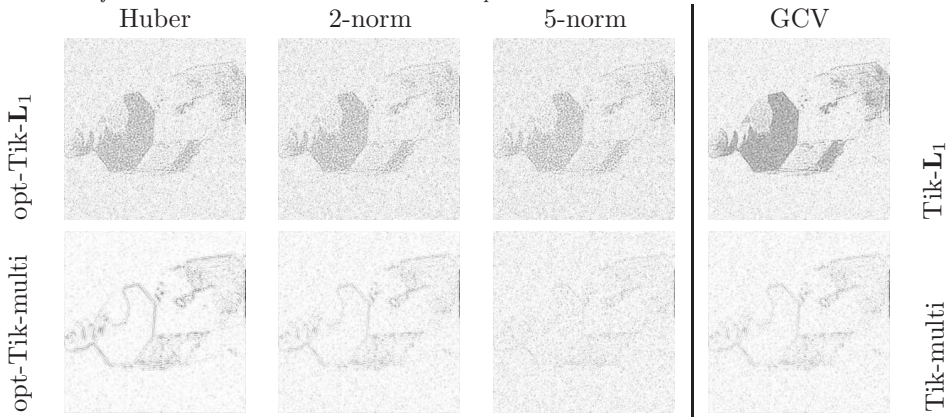 Huber 2-norm 5-norm GCV
opt-Tik-L₁
Tik-L₁
opt-Tik-multi
Tik-multi